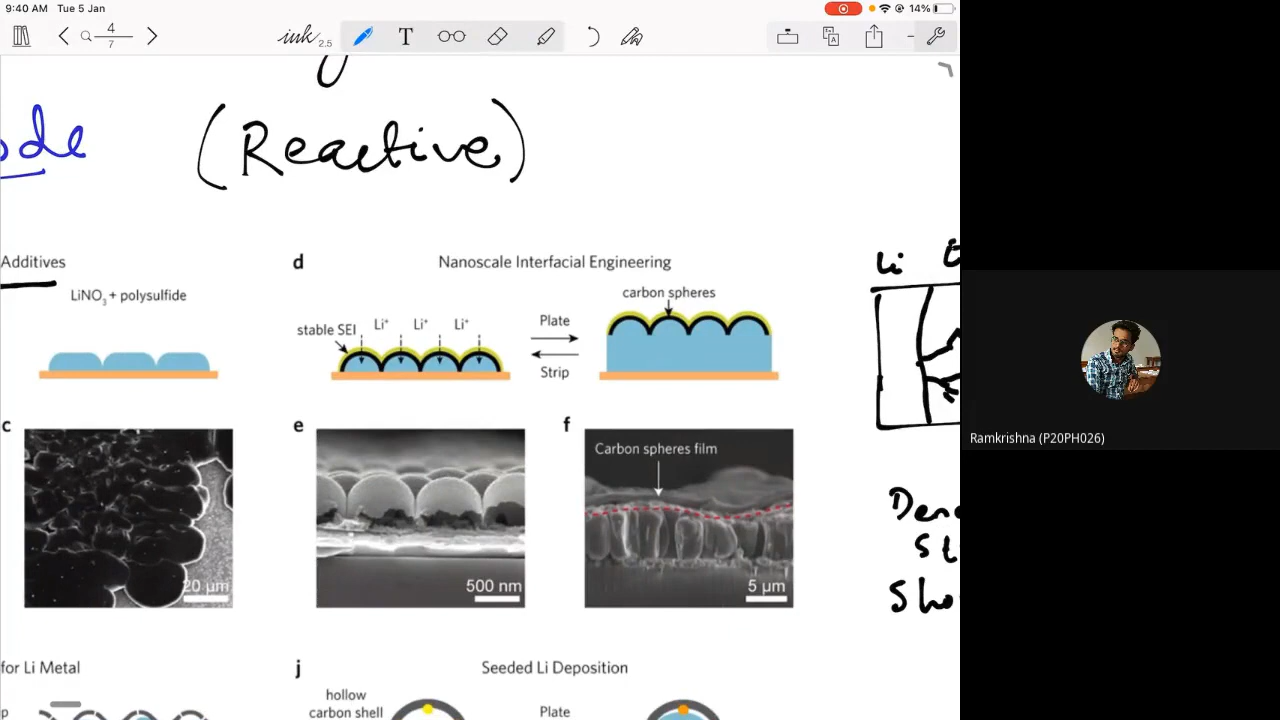 9:40 AM Tue 5 Jan
14%
4
7
ink 2.5
T
(Reactive)
Additives
LiNO3 + polysulfide
d
Nanoscale Interfacial Engineering
carbon spheres
stable SEI
Li+ Li+ Li+
Plate
Strip
Li
c
e
f
Carbon spheres film
20 μm
500 nm
5 μm
Ramkrishna (P20PH026)
for Li Metal
j
Seeded Li Deposition
hollow
carbon shell
Plate